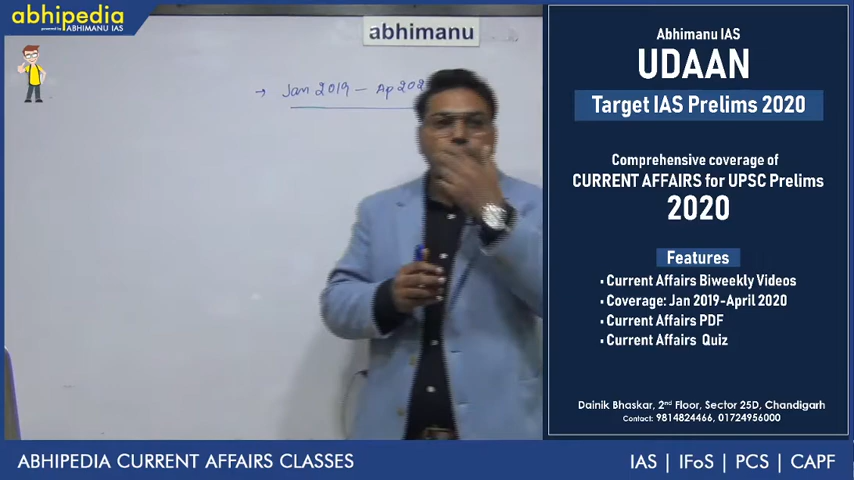 abhipedia
powered by ABHIMANU IAS
abhimanu
→ Jan 2019 – Ap 202
Abhimanu IAS
UDAAN
Target IAS Prelims 2020
Comprehensive coverage of
CURRENT AFFAIRS for UPSC Prelims
2020
Features
• Current Affairs Biweekly Videos
• Coverage: Jan 2019-April 2020
• Current Affairs PDF
• Current Affairs Quiz
Dainik Bhaskar, 2nd Floor, Sector 25D, Chandigarh
Contact: 9814824466, 01724956000
ABHIPEDIA CURRENT AFFAIRS CLASSES
IAS | IFoS | PCS | CAPF